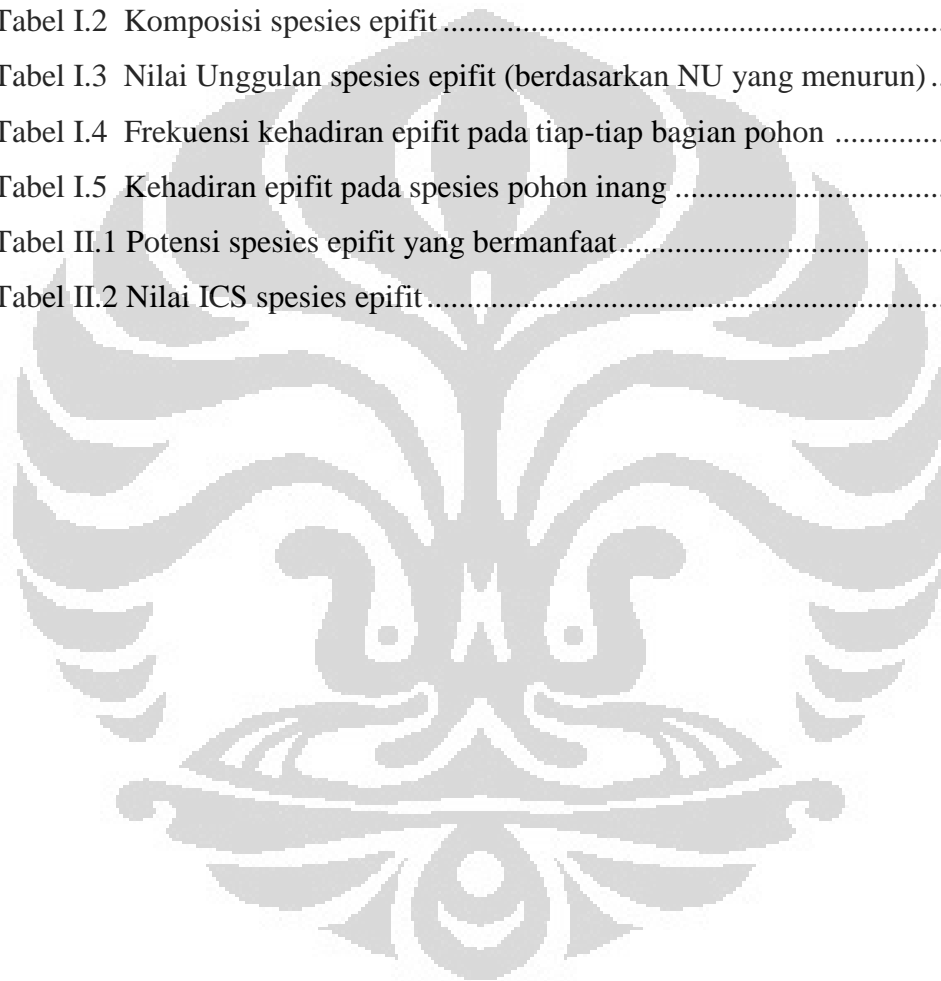 Tabel I.2 Komposisi spesies epifit........................................................................
Tabel I.3 Nilai Unggulan spesies epifit (berdasarkan NU yang menurun)..
Tabel I.4 Frekuensi kehadiran epifit pada tiap-tiap bagian pohon ...............
Tabel I.5 Kehadiran epifit pada spesies pohon inang....................................
Tabel II.1 Potensi spesies epifit yang bermanfaat...........................................
Tabel II.2 Nilai ICS spesies epifit.....................................................................